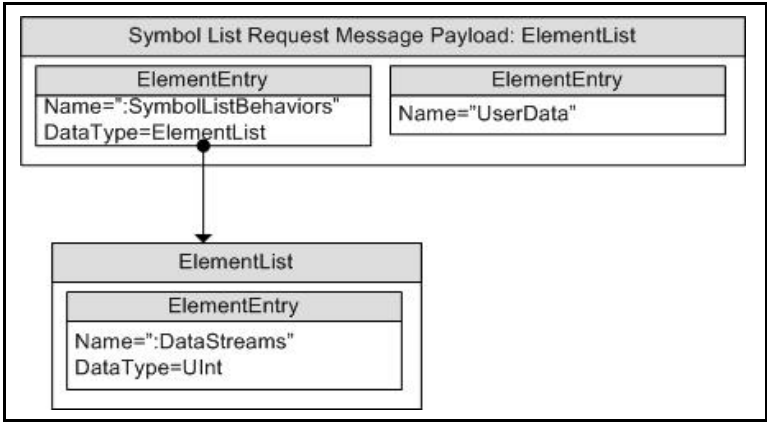 Symbol List Request Message Payload: ElementList
ElementEntry
Name=":SymbolListBehaviors"
DataType=ElementList
ElementEntry
Name="UserData"
ElementList
ElementEntry
Name=":DataStreams"
DataType=UInt